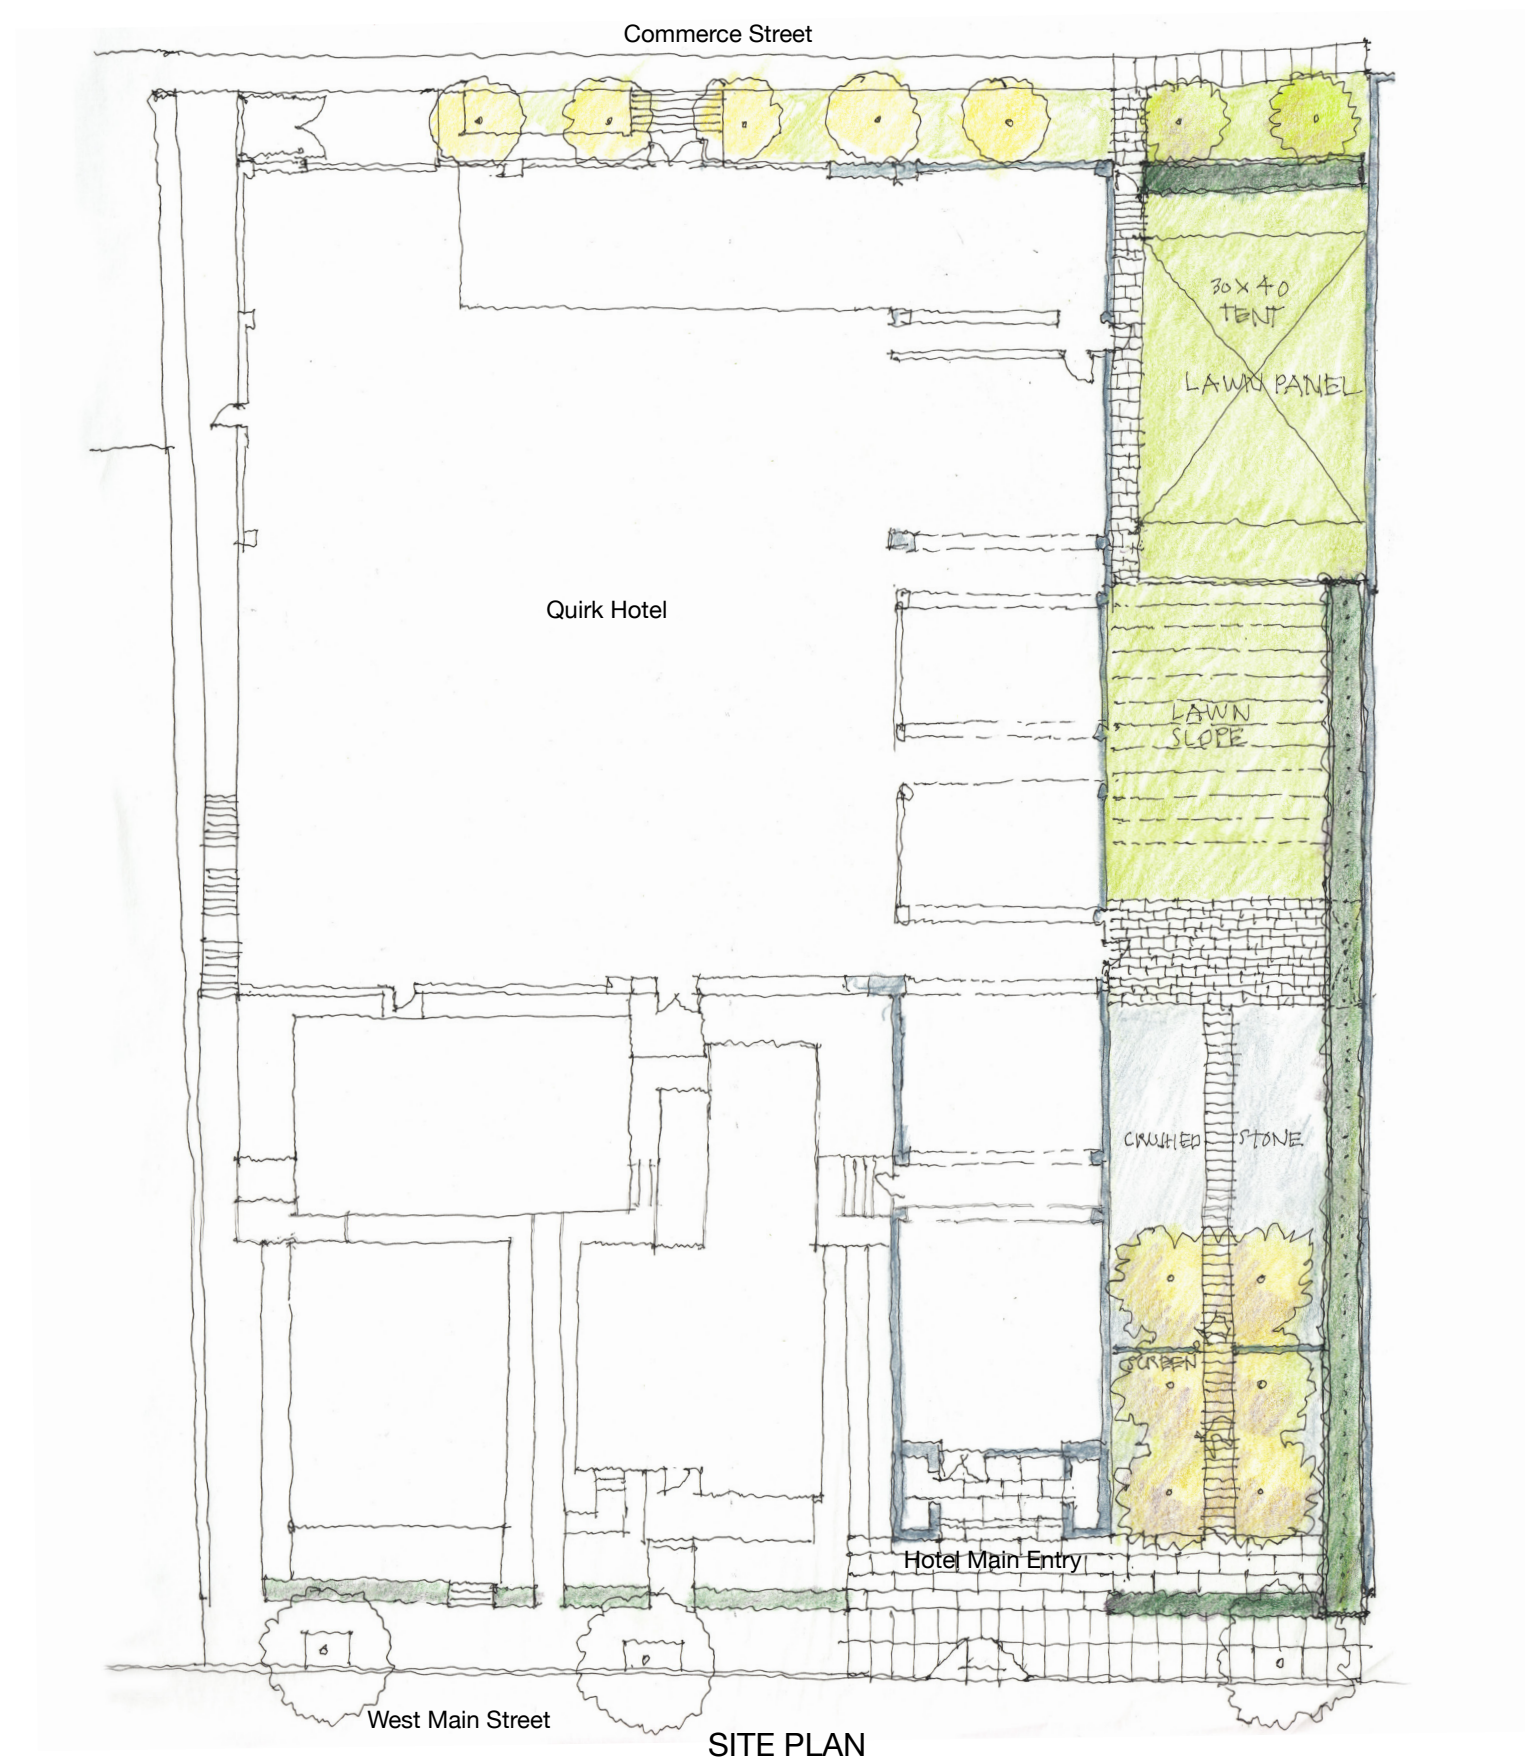 Commerce Street
30 x 40
TENT
LAWN PANEL
Quirk Hotel
LAWN
SLOPE
CRUSHED STONE
SCREEN
Hotel Main Entry
West Main Street
SITE PLAN